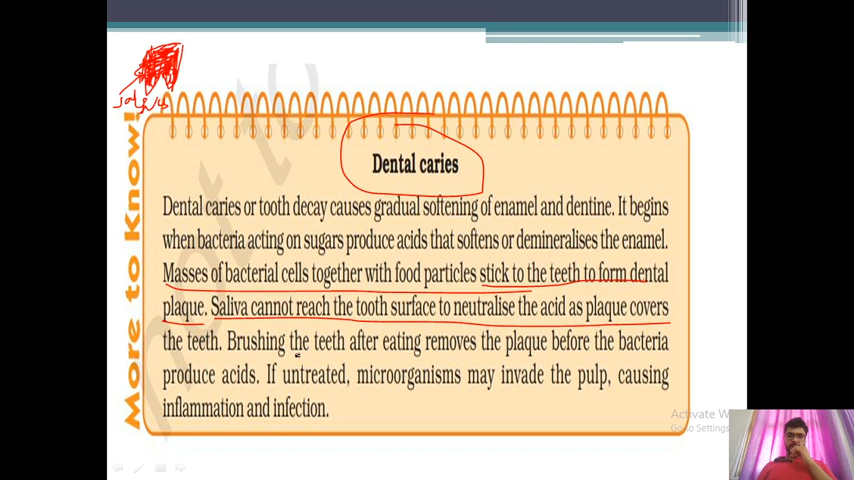 More to Know!
Dental caries
Dental caries or tooth decay causes gradual softening of enamel and dentine. It begins
when bacteria acting on sugars produce acids that softens or demineralises the enamel.
Masses of bacterial cells together with food particles stick to the teeth to form dental
plaque. Saliva cannot reach the tooth surface to neutralise the acid as plaque covers
the teeth. Brushing the teeth after eating removes the plaque before the bacteria
produce acids. If untreated, microorganisms may invade the pulp, causing
inflammation and infection.
not to
Activate W
Go to Settings